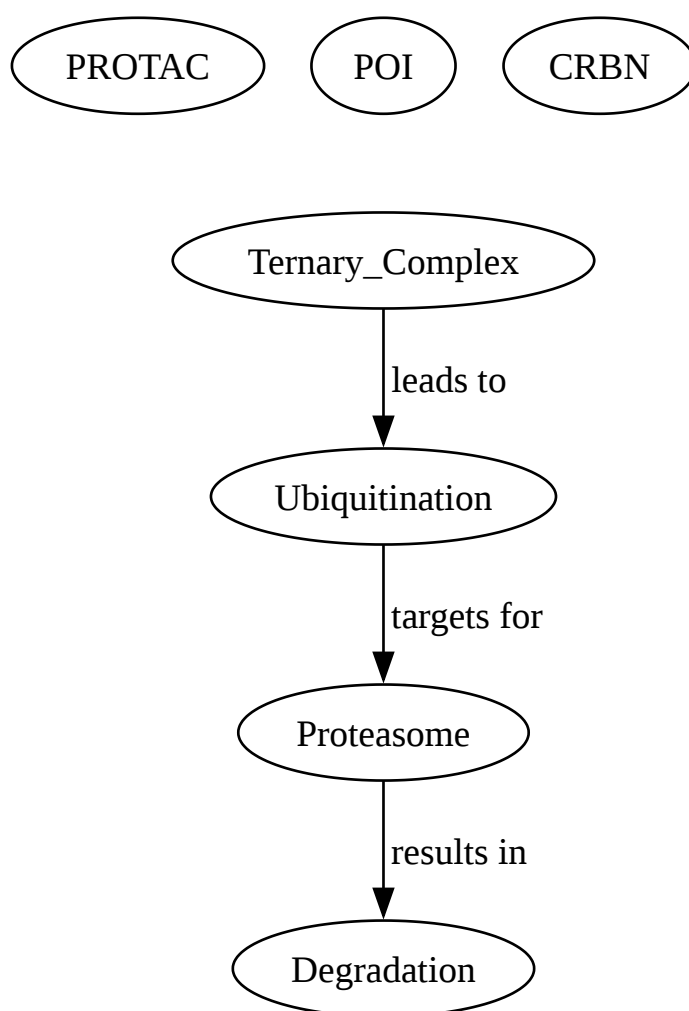 PROTAC POI CRBN
Ternary_Complex
leads to
Ubiquitination
targets for
Proteasome
results in
Degradation